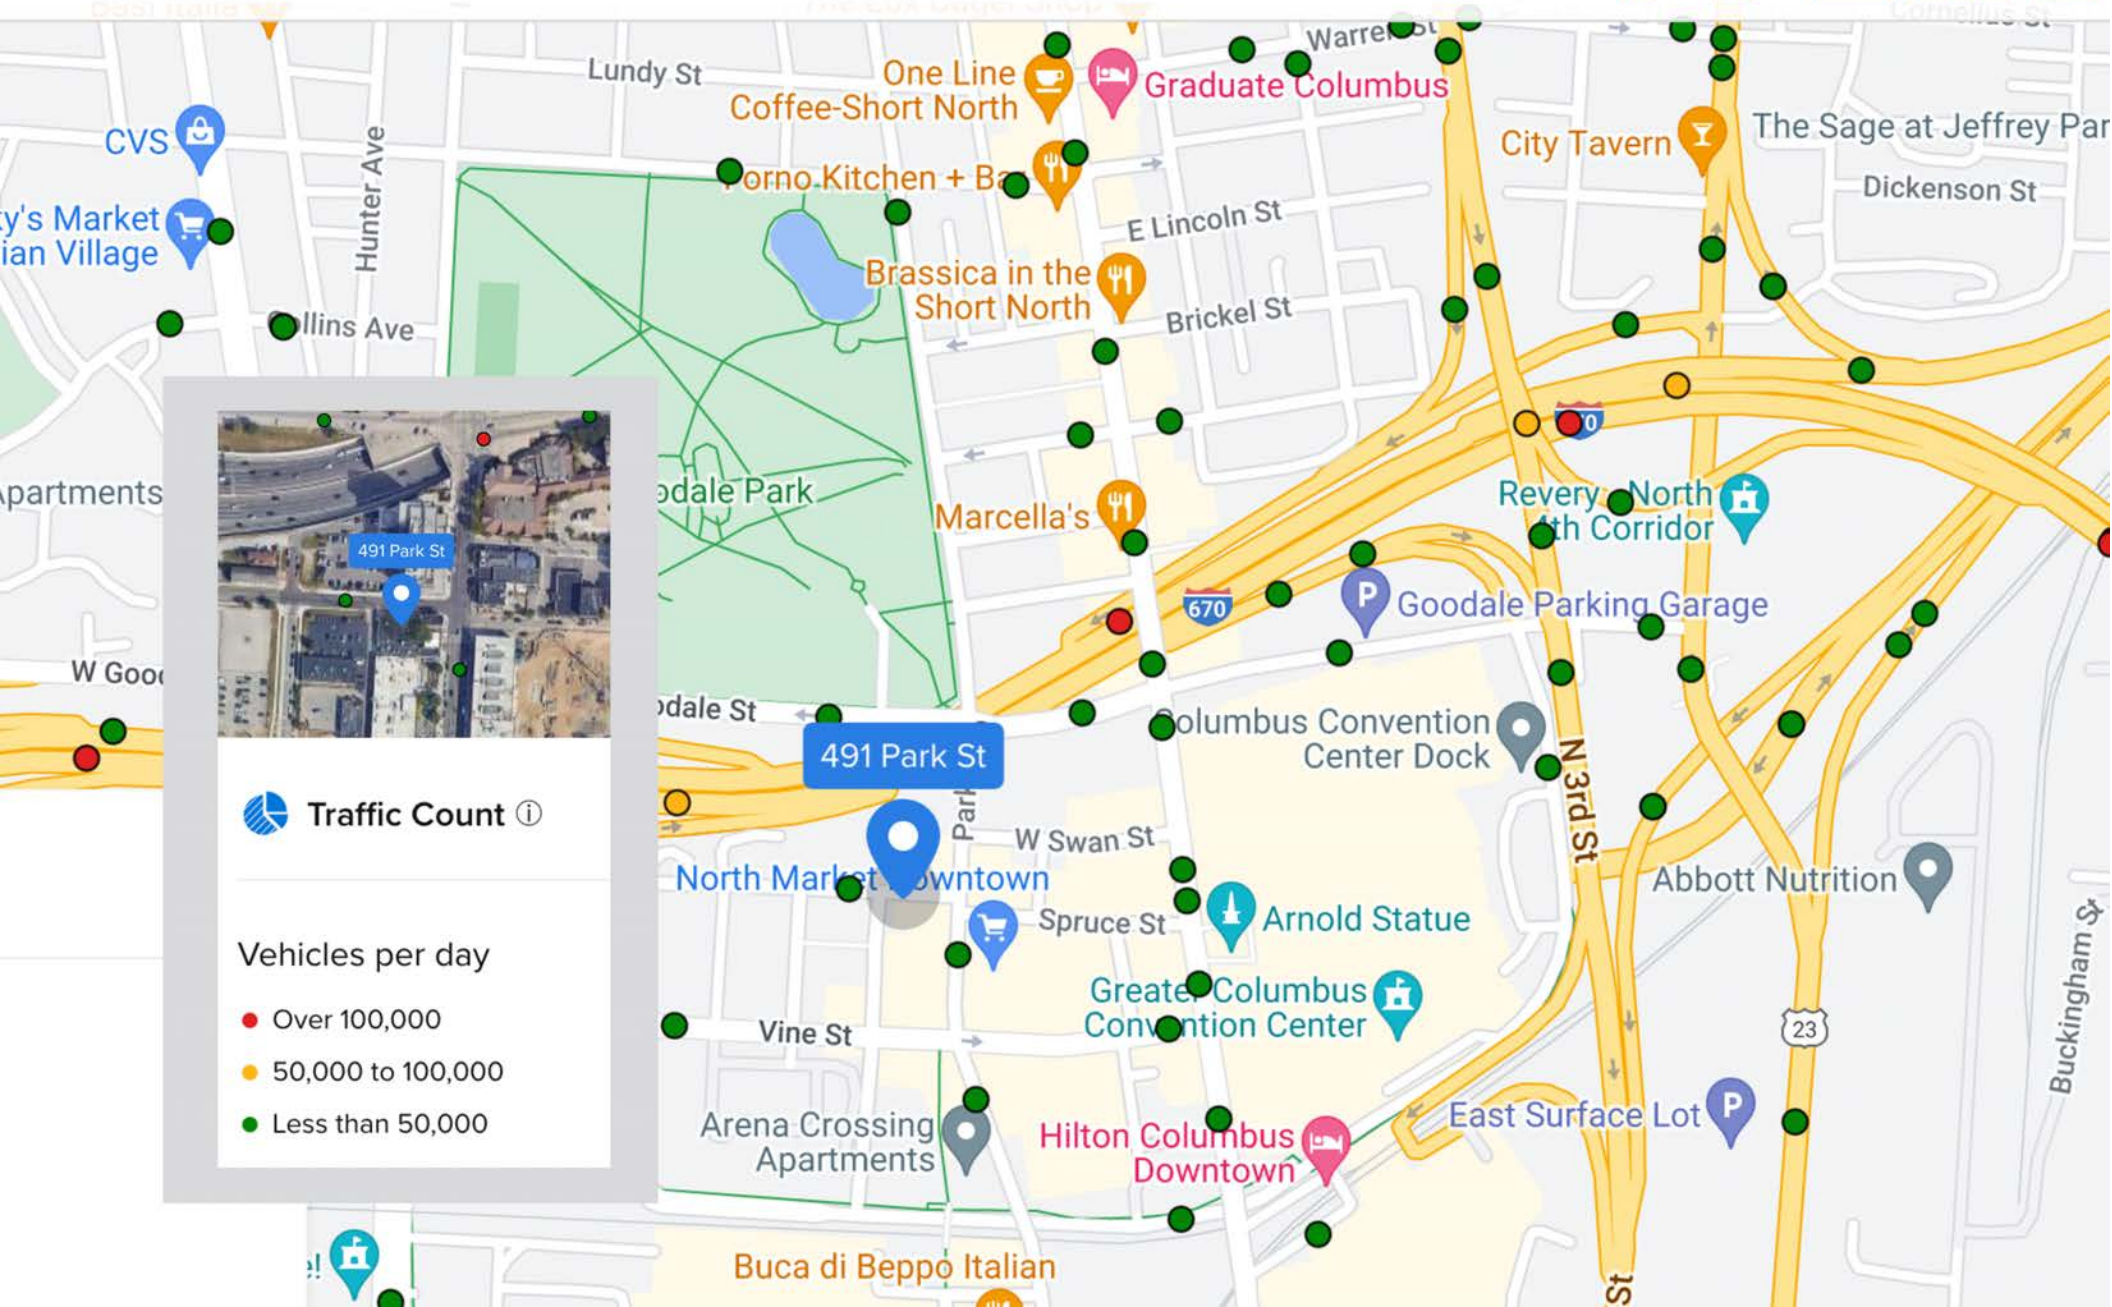 Warren St
Lundy St
One Line
Coffee-Short North
Graduate Columbus
CVS
Hunter Ave
City Tavern
The Sage at Jeffrey Par
Forno Kitchen + Bar
Dickenson St
ky's Market
ian Village
E Lincoln St
Brassica in the
Short North
Brickel St
Collins Ave
Apartments
odale Park
Marcella's
Revery - North
4th Corridor
670
Goodale Parking Garage
W Good
odale St
Columbus Convention
Center Dock
491 Park St
N 3rd St
Park
W Swan St
North Market Downtown
Abbott Nutrition
Spruce St
Arnold Statue
Greater Columbus
Convention Center
Vine St
23
Buckingham St
East Surface Lot
Arena Crossing
Apartments
Hilton Columbus
Downtown
Buca di Beppo Italian
e!
St
491 Park St
Traffic Count
Vehicles per day
Over 100,000
50,000 to 100,000
Less than 50,000